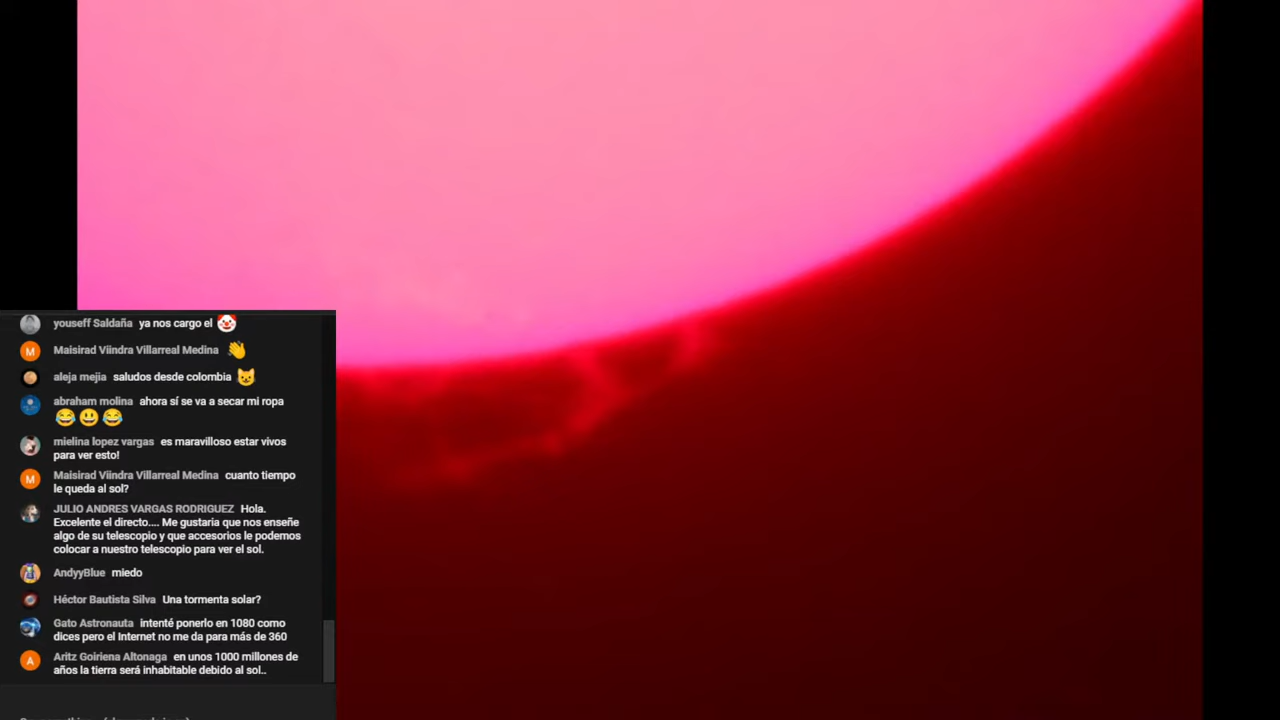 youseff Saldaña ya nos cargo el 🤡
Maisirad Viindra Villarreal Medina 👋
aleja mejia saludos desde colombia 😺
abraham molina ahora sí se va a secar mi ropa
😂😃😂
mielina lopez vargas es maravilloso estar vivos
para ver esto!
Maisirad Viindra Villarreal Medina cuanto tiempo
le queda al sol?
JULIO ANDRES VARGAS RODRIGUEZ Hola.
Excelente el directo.... Me gustaria que nos enseñe
algo de su telescopio y que accesorios le podemos
colocar a nuestro telescopio para ver el sol.
AndyyBlue miedo
Héctor Bautista Silva Una tormenta solar?
Gato Astronauta intenté ponerlo en 1080 como
dices pero el Internet no me da para más de 360
Aritz Goiriena Altonaga en unos 1000 millones de
años la tierra será inhabitable debido al sol..